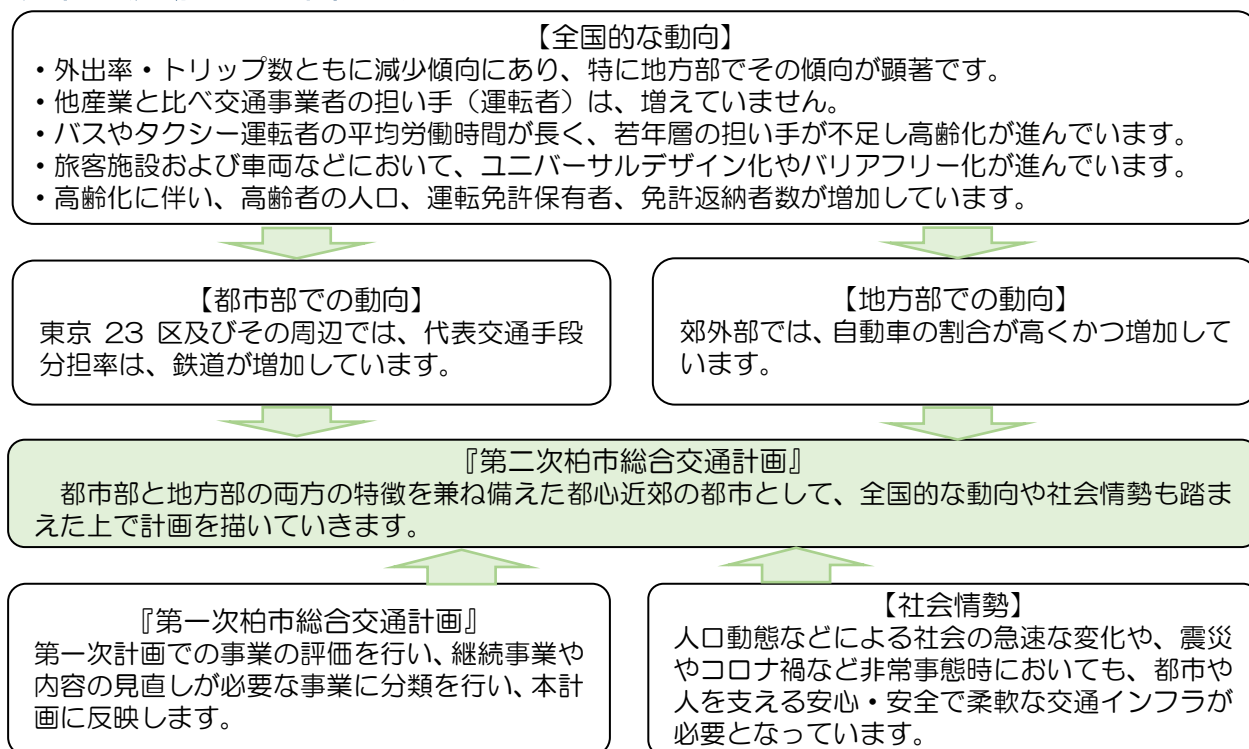 【全国的な動向】
・外出率・トリップ数ともに減少傾向にあり、特に地方部でその傾向が顕著です。
・他産業と比べ交通事業者の担い手（運転者）は、増えていません。
・バスやタクシー運転者の平均労働時間が長く、若年層の担い手が不足し高齢化が進んでいます。
・旅客施設および車両などにおいて、ユニバーサルデザイン化やバリアフリー化が進んでいます。
・高齢化に伴い、高齢者の人口、運転免許保有者、免許返納者数が増加しています。
【都市部での動向】
東京 23 区及びその周辺では、代表交通手段
分担率は、鉄道が増加しています。
【地方部での動向】
郊外部では、自動車の割合が高くかつ増加して
います。
『第二次柏市総合交通計画』
都市部と地方部の両方の特徴を兼ね備えた都心近郊の都市として、全国的な動向や社会情勢も踏ま
えた上で計画を描いていきます。
『第一次柏市総合交通計画』
第一次計画での事業の評価を行い、継続事業や
内容の見直しが必要な事業に分類を行い、本計
画に反映します。
【社会情勢】
人口動態などによる社会の急速な変化や、震災
やコロナ禍など非常事態時においても、都市や
人を支える安心・安全で柔軟な交通インフラが
必要となっています。